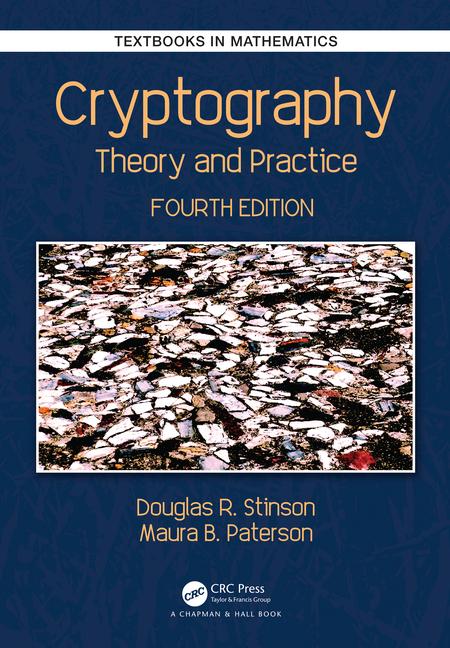 TEXTBOOKS IN MATHEMATICS
Cryptography
Theory and Practice
FOURTH EDITION
Douglas R. Stinson
Maura B. Paterson
CRC
CRC Press
Taylor & Francis Group
A CHAPMAN & HALL BOOK